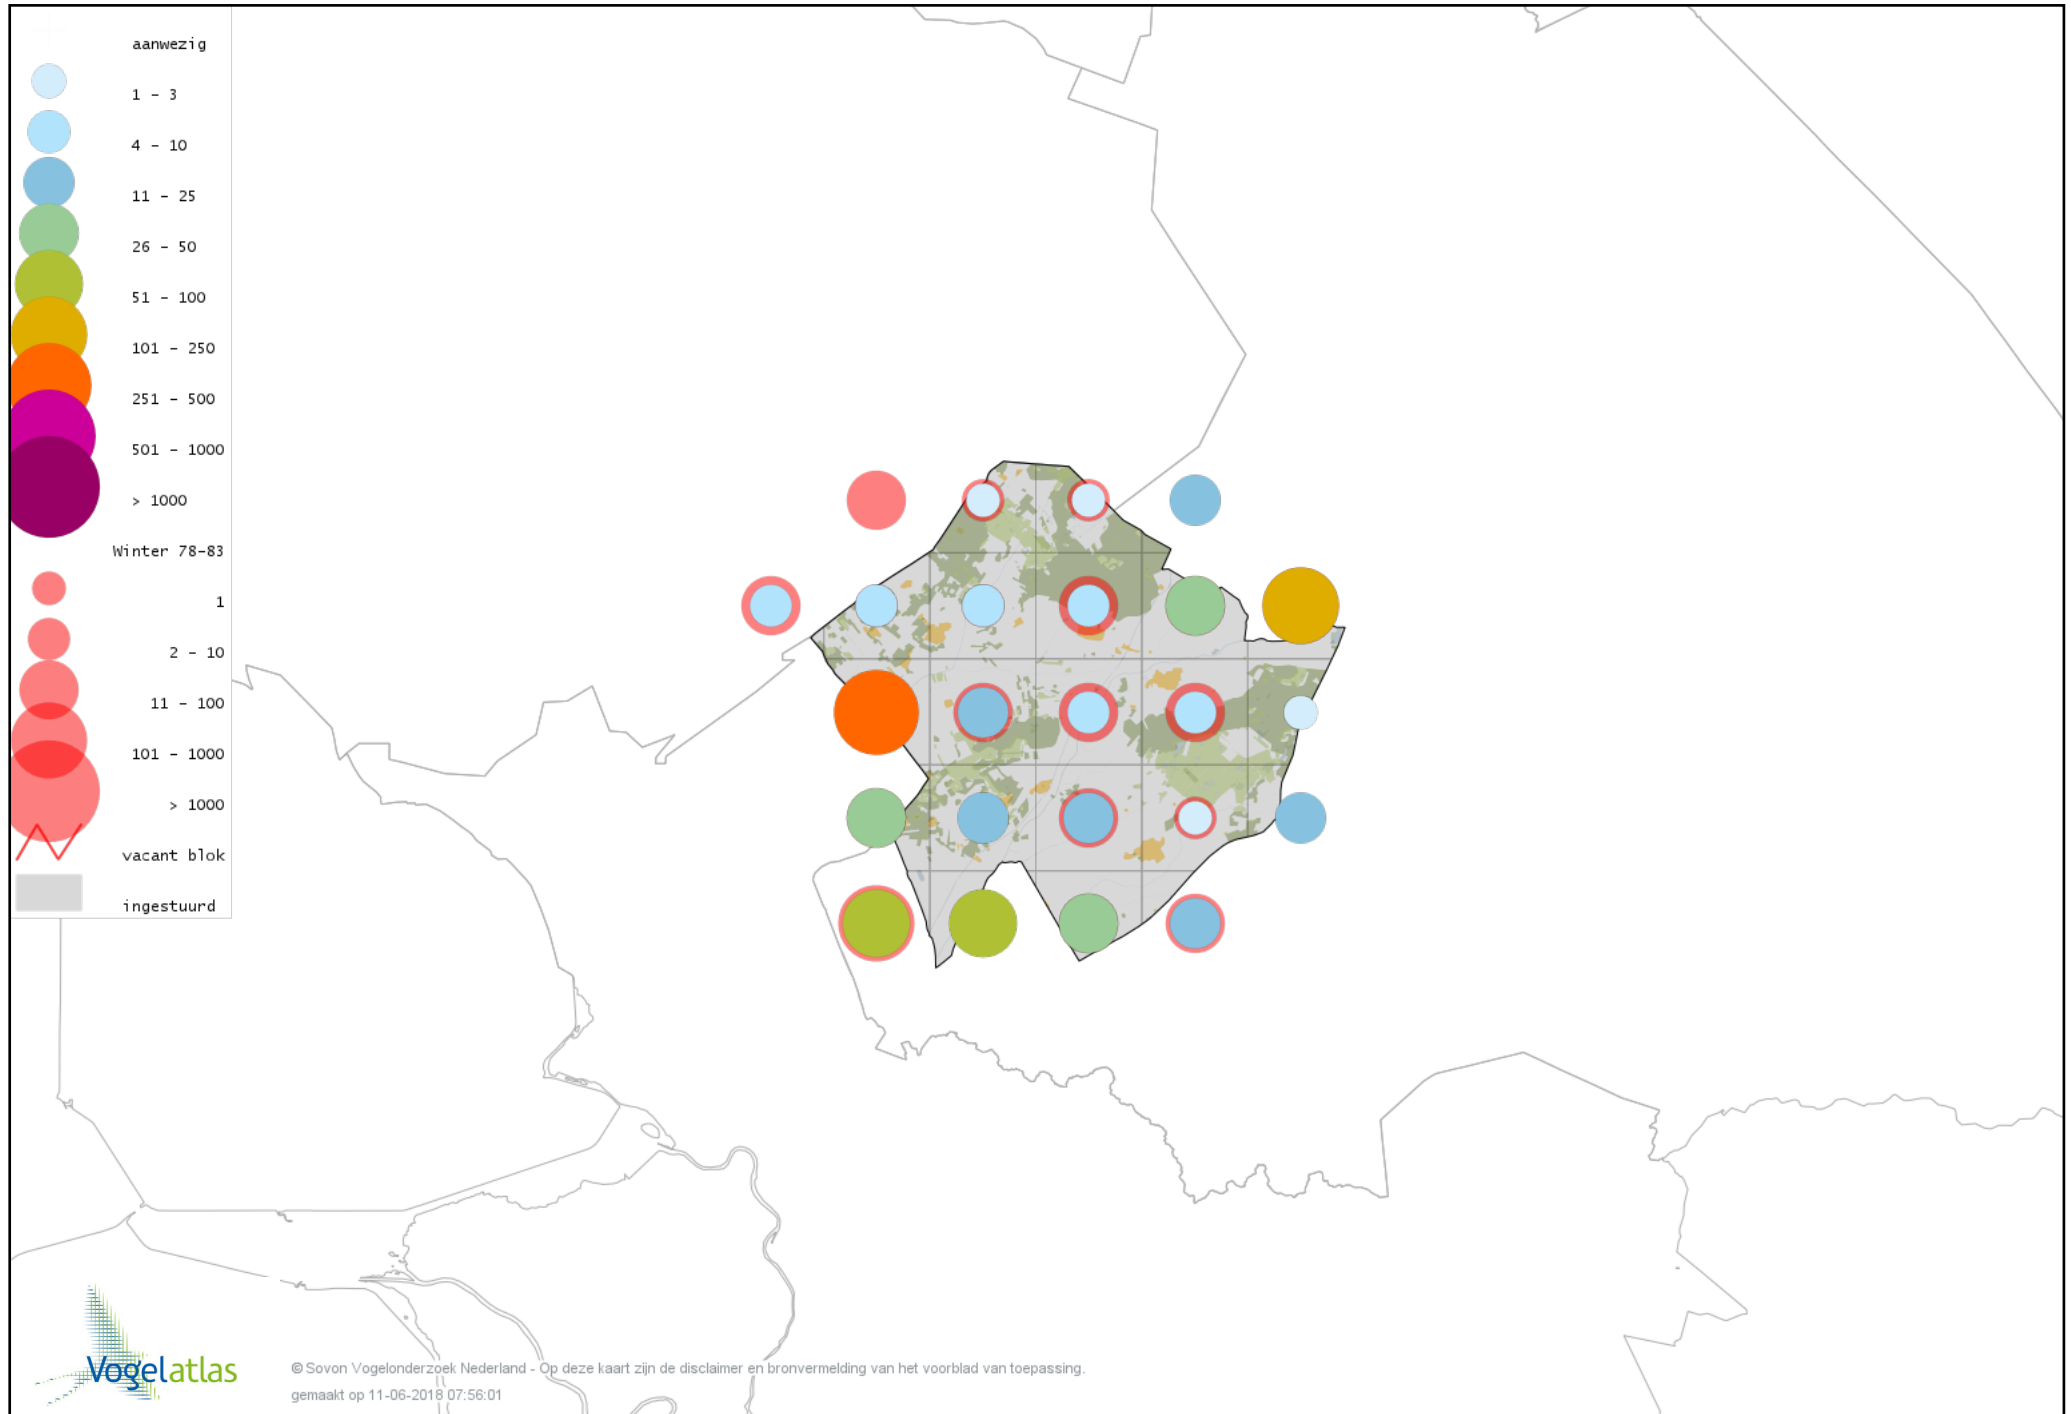 aanwezig
1 - 3
4 - 10
11 - 25
26 - 50
51 - 100
101 - 250
251 - 500
501 - 1000
> 1000
Winter 78-83
1
2 - 10
11 - 100
101 - 1000
> 1000
vacant blok
ingestuurd
Vogelatlas
© Sovon Vogelonderzoek Nederland - Op deze kaart zijn de disclaimer en bronvermelding van het voorblad van toepassing.
gemaakt op 11-06-2018 07:56:01